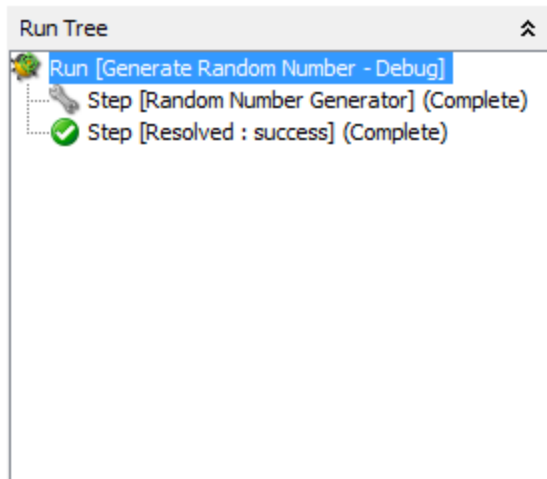 Run Tree
Run [Generate Random Number - Debug]
Step [Random Number Generator] (Complete)
Step [Resolved : success] (Complete)